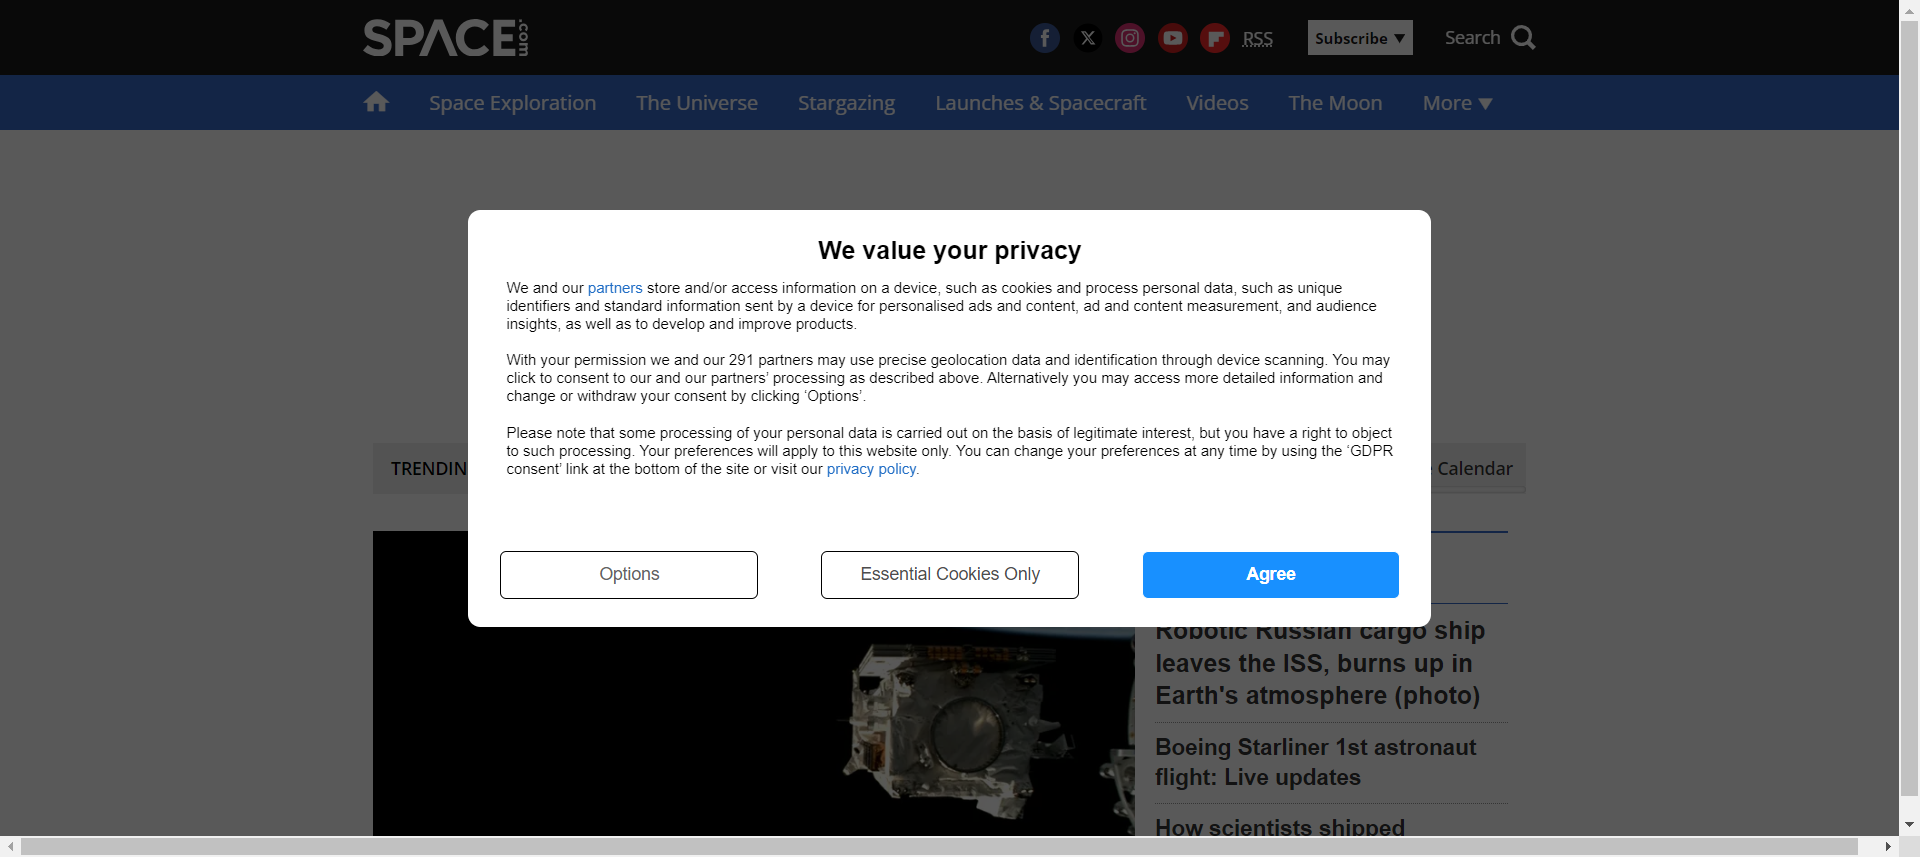 SPACE.com
RSS
Subscribe ▼
Search
Space Exploration
The Universe
Stargazing
Launches & Spacecraft
Videos
The Moon
More ▼
We value your privacy
We and our partners store and/or access information on a device, such as cookies and process personal data, such as unique
identifiers and standard information sent by a device for personalised ads and content, ad and content measurement, and audience
insights, as well as to develop and improve products.
With your permission we and our 291 partners may use precise geolocation data and identification through device scanning. You may
click to consent to our and our partners’ processing as described above. Alternatively you may access more detailed information and
change or withdraw your consent by clicking ‘Options’.
Please note that some processing of your personal data is carried out on the basis of legitimate interest, but you have a right to object
to such processing. Your preferences will apply to this website only. You can change your preferences at any time by using the ‘GDPR
consent’ link at the bottom of the site or visit our privacy policy.
TRENDIN
Calendar
Options
Essential Cookies Only
Agree
Robotic Russian cargo ship
leaves the ISS, burns up in
Earth's atmosphere (photo)
Boeing Starliner 1st astronaut
flight: Live updates
How scientists shipped